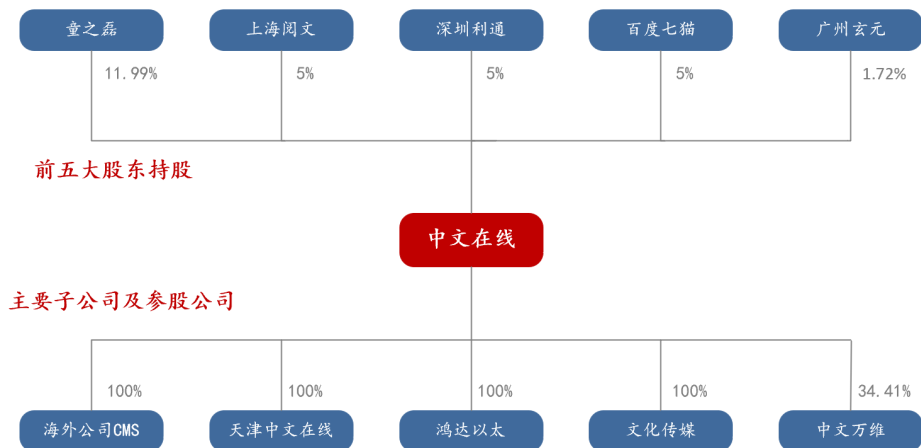 童之磊
上海阅文
深圳利通
百度七猫
广州玄元
11.99%
5%
5%
5%
1.72%
前五大股东持股
中文在线
主要子公司及参股公司
100%
100%
100%
100%
34.41%
海外公司CMS
天津中文在线
鸿达以太
文化传媒
中文万维